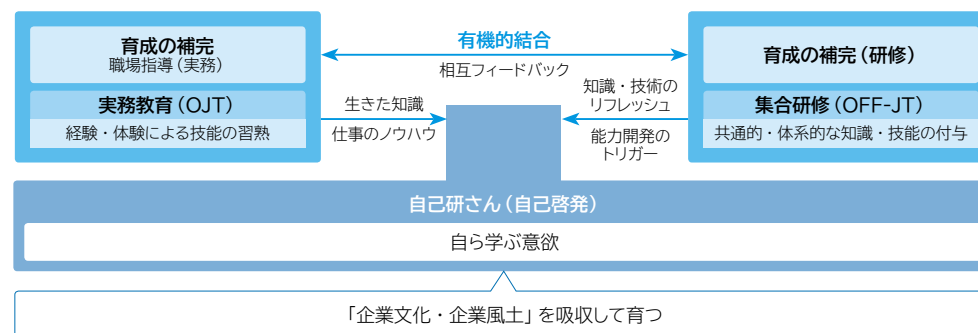 育成の補完
職場指導(実務)
実務教育(OJT)
経験・体験による技能の習熟
有機的結合
相互フィードバック
生きた知識
仕事のノウハウ
知識・技術の
リフレッシュ
能力開発の
トリガー
育成の補完(研修)
集合研修(OFF-JT)
共通的・体系的な知識・技能の付与
自己研さん(自己啓発)
自ら学ぶ意欲
「企業文化・企業風土」を吸収して育つ